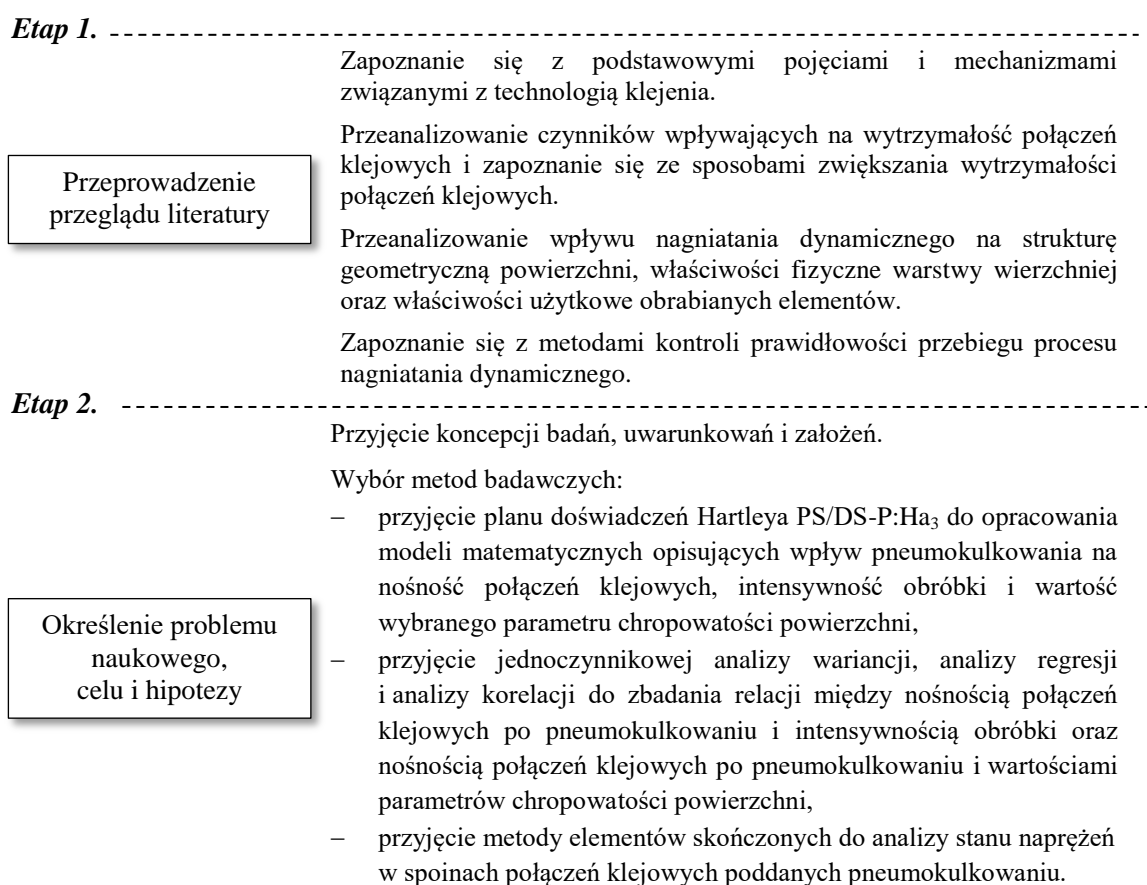 Etap 1.
Zapoznanie się z podstawowymi pojęciami i mechanizmami
związanymi z technologią klejenia.
Przeanalizowanie czynników wpływających na wytrzymałość połączeń
klejowych i zapoznanie się ze sposobami zwiększania wytrzymałości
połączeń klejowych.
Przeprowadzenie
przeglądu literatury
Przeanalizowanie wpływu nagniatania dynamicznego na strukturę
geometryczną powierzchni, właściwości fizyczne warstwy wierzchniej
oraz właściwości użytkowe obrabianych elementów.
Zapoznanie się z metodami kontroli prawidłowości przebiegu procesu
nagniatania dynamicznego.
Etap 2.
Przyjęcie koncepcji badań, uwarunkowań i założeń.
Wybór metod badawczych:
– przyjęcie planu doświadczeń Hartleya PS/DS-P:Ha₃ do opracowania
modeli matematycznych opisujących wpływ pneumokulkowania na
nośność połączeń klejowych, intensywność obróbki i wartość
wybranego parametru chropowatości powierzchni,
Określenie problemu
naukowego,
celu i hipotezy
– przyjęcie jednoczynnikowej analizy wariancji, analizy regresji
i analizy korelacji do zbadania relacji między nośnością połączeń
klejowych po pneumokulkowaniu i intensywnością obróbki oraz
nośnością połączeń klejowych po pneumokulkowaniu i wartościami
parametrów chropowatości powierzchni,
– przyjęcie metody elementów skończonych do analizy stanu naprężeń
w spoinach połączeń klejowych poddanych pneumokulkowaniu.